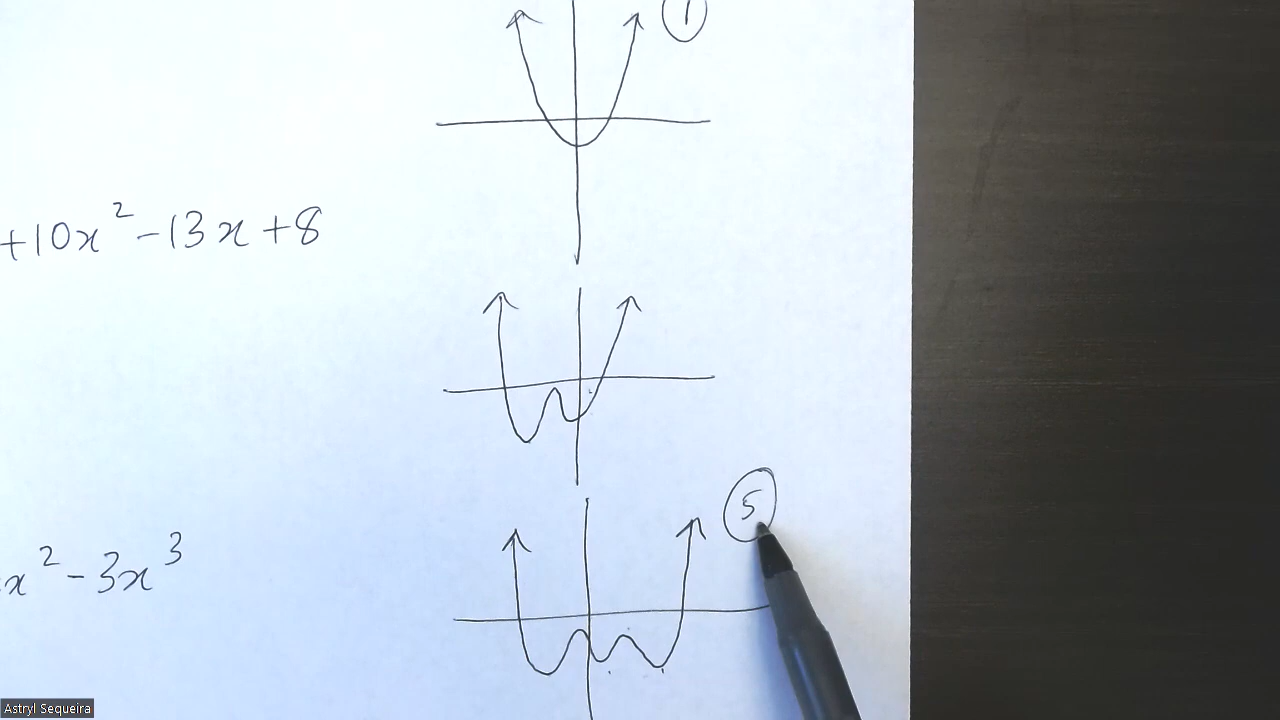 1
+10x² -13x +8
5
x² - 3x³
Astryl Sequeira